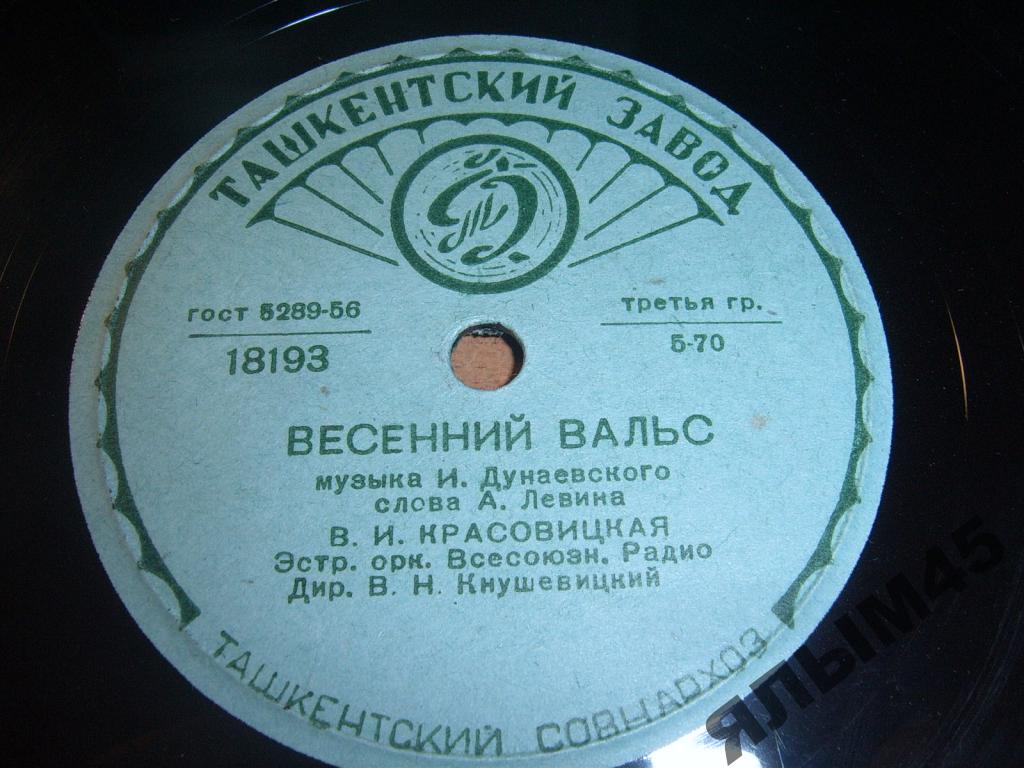 ТАШКЕНТСКИЙ ЗАВОД
гост 5289-56
18193
третья гр.
5-70
ВЕСЕННИЙ ВАЛЬС
музыка И. Дунаевского
слова А. Левина
В. И. КРАСОВИЦКАЯ
Эстр. орк. Всесоюзн. Радио
Дир. В. Н. Кнушевицкий
ТАШКЕНТСКИЙ СОВНАРХОЗ
ЯЛЫМ45